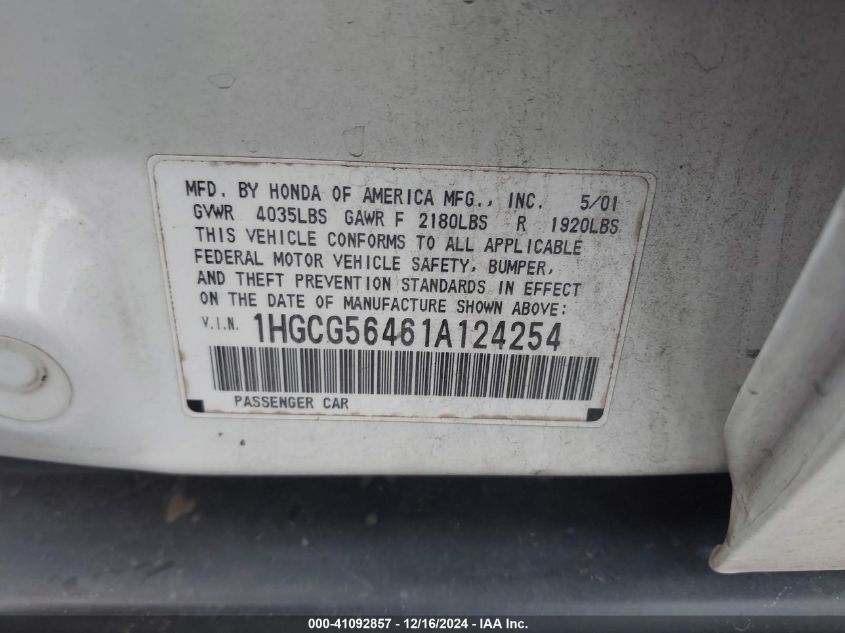 MFD. BY HONDA OF AMERICA MFG., INC. 5/01
GVWR 4035LBS GAWR F 2180LBS R 1920LBS
THIS VEHICLE CONFORMS TO ALL APPLICABLE
FEDERAL MOTOR VEHICLE SAFETY, BUMPER,
AND THEFT PREVENTION STANDARDS IN EFFECT
ON THE DATE OF MANUFACTURE SHOWN ABOVE:
V.I.N. 1HGCG56461A124254
PASSENGER CAR
000-41092857 - 12/16/2024 - IAA Inc.